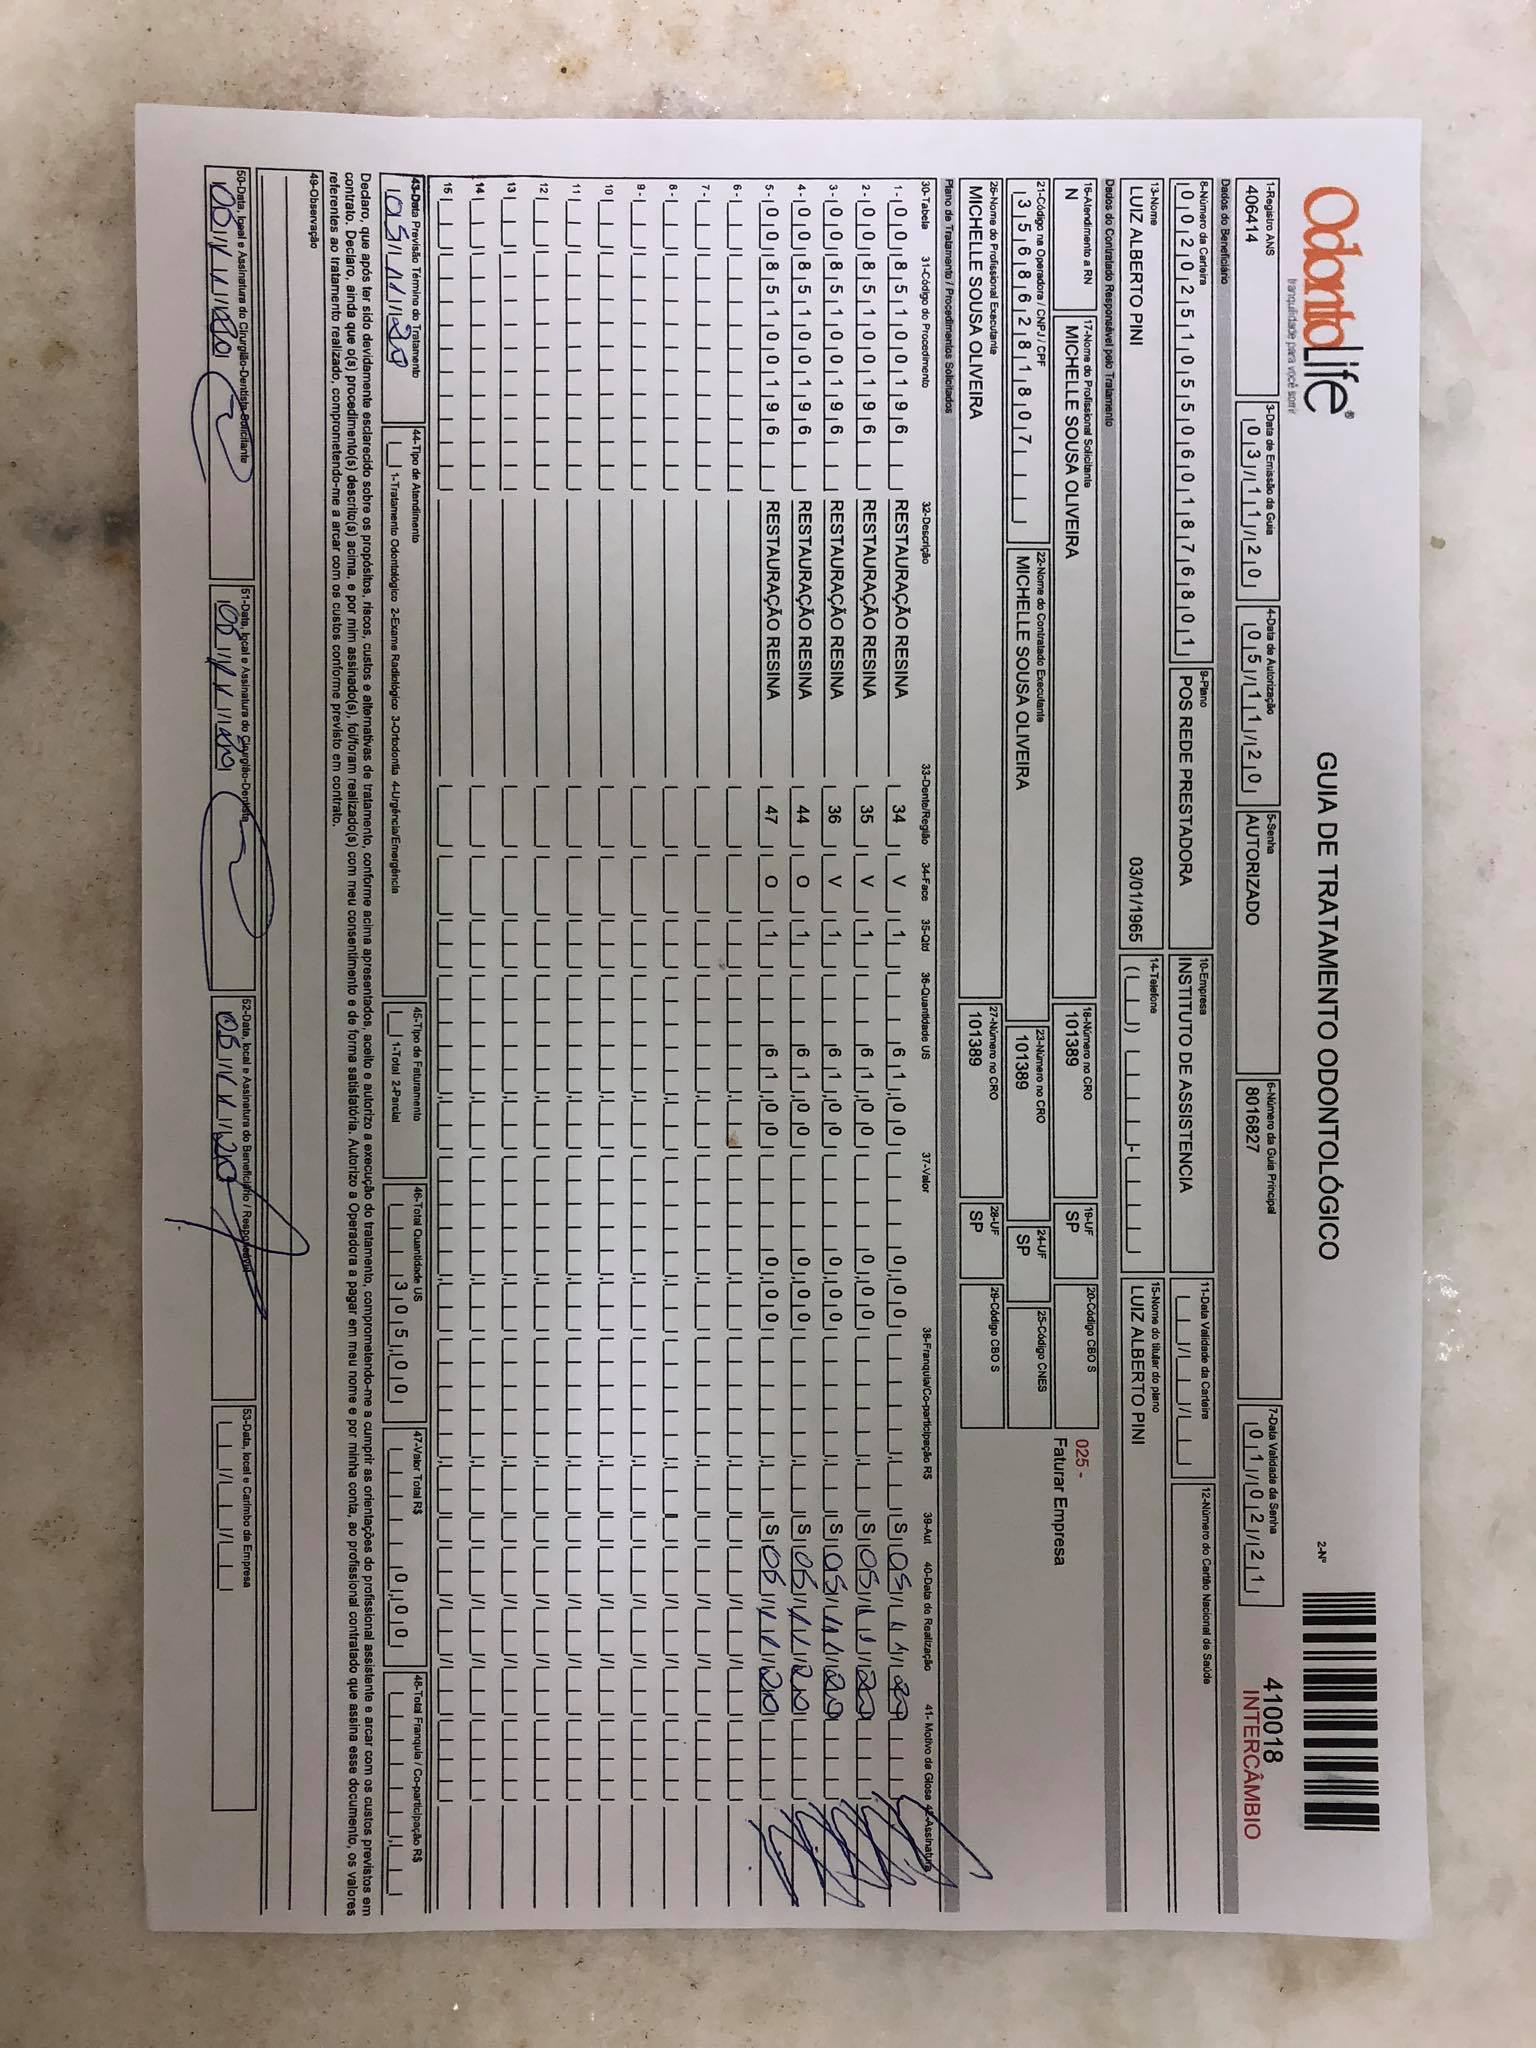 OdontoLife®
tranquilidade para você sorrir
GUIA DE TRATAMENTO ODONTOLÓGICO
2-Nº
410018
INTERCÂMBIO
1-Registro ANS 3-Data de Emissão da Guia 4-Data de Autorização 5-Senha 6-Número da Guia Principal 7-Data Validade da Senha
406414 03/11/20 05/11/20 AUTORIZADO 8016827 01/02/21
Dados do Beneficiário
8-Número da Carteira 9-Plano 10-Empresa 11-Data Validade da Carteira 12-Número do Cartão Nacional de Saúde
00202510550601876801 POS REDE PRESTADORA INSTITUTO DE ASSISTENCIA
13-Nome 14-Telefone 15-Nome do titular do plano
LUIZ ALBERTO PINI 03/01/1965 LUIZ ALBERTO PINI
Dados do Contratado Responsável pelo Tratamento
16-Atendimento a RN 17-Nome do Profissional Solicitante 18-Número no CRO 19-UF 20-Código CBO S
N MICHELLE SOUSA OLIVEIRA 101389 SP
025 -
Faturar Empresa
21-Código na Operadora / CNPJ / CPF 22-Nome do Contratado Executante 23-Número no CRO 24-UF 25-Código CNES
35686281807 MICHELLE SOUSA OLIVEIRA 101389 SP
26-Nome do Profissional Executante 27-Número no CRO 28-UF 29-Código CBO S
MICHELLE SOUSA OLIVEIRA 101389 SP
Plano de Tratamento / Procedimentos Solicitados
30-Tabela 31-Código do Procedimento 32-Descrição 33-Dente/Região 34-Face 35-Qtd 36-Quantidade US 37-Valor 38-Franquia/Co-participação R$ 39-Aut 40-Data de Realização 41- Motivo da Glosa 42-Assinatura
1- 00 85100196 RESTAURAÇÃO RESINA 34 V 1 61,00 0,00 S 05/11/20
2- 00 85100196 RESTAURAÇÃO RESINA 35 V 1 61,00 0,00 S 05/11/20
3- 00 85100196 RESTAURAÇÃO RESINA 36 V 1 61,00 0,00 S 05/11/20
4- 00 85100196 RESTAURAÇÃO RESINA 44 O 1 61,00 0,00 S 05/11/20
5- 00 85100196 RESTAURAÇÃO RESINA 47 O 1 61,00 0,00 S 05/11/20
6-
7-
8-
9-
10
11
12
13
14
15
43-Data Previsão Término do Tratamento 44-Tipo de Atendimento 45-Tipo de Faturamento 46-Total Quantidade US 47-Valor Total R$ 48-Total Franquia / Co-participação R$
05/11/20 1-Tratamento Odontológico 2-Exame Radiológico 3-Ortodontia 4-Urgência/Emergência 1-Total 2-Parcial 305,00 0,00
Declaro, que após ter sido devidamente esclarecido sobre os propósitos, riscos, custos e alternativas de tratamento, conforme acima apresentados, aceito e autorizo a execução do tratamento, comprometendo-me a cumprir as orientações do profissional assistente e arcar com os custos previstos em
contrato. Declaro, ainda que o(s) procedimento(s) descrito(s) acima, e por mim assinado(s), foi/foram realizado(s) com meu consentimento e de forma satisfatória. Autorizo a Operadora a pagar em meu nome e por minha conta, ao profissional contratado que assina esse documento, os valores
referentes ao tratamento realizado, comprometendo-me a arcar com os custos conforme previsto em contrato.
49-Observação
50-Data, local e Assinatura do Cirurgião-Dentista Solicitante 51-Data, local e Assinatura do Cirurgião-Dentista 52-Data, local e Assinatura do Beneficiário / Responsável 53-Data, local e Carimbo da Empresa
05/11/20 05/11/20 05/11/20